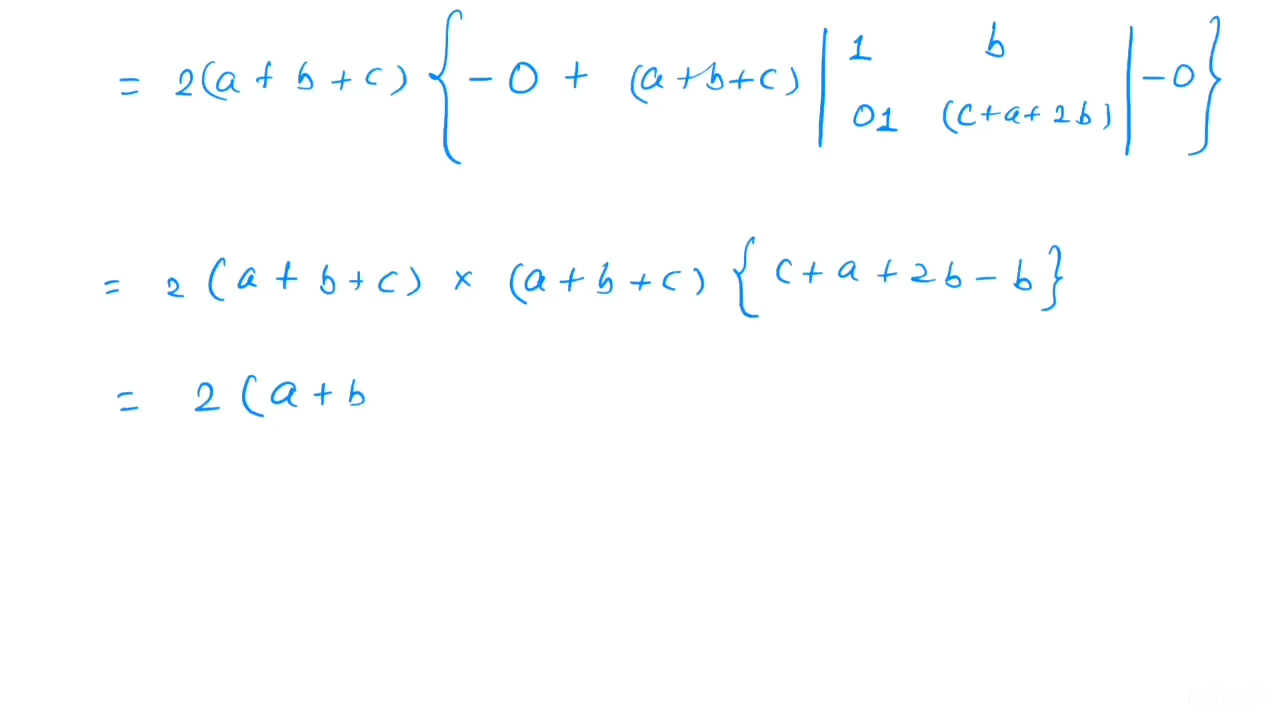 = 2(a + b + c) { - 0 + (a+b+c) | 1 b | - 0 }
| 01 (c+a+2b) |
= 2 (a + b + c) × (a + b + c) { c + a + 2b - b }
= 2 (a + b